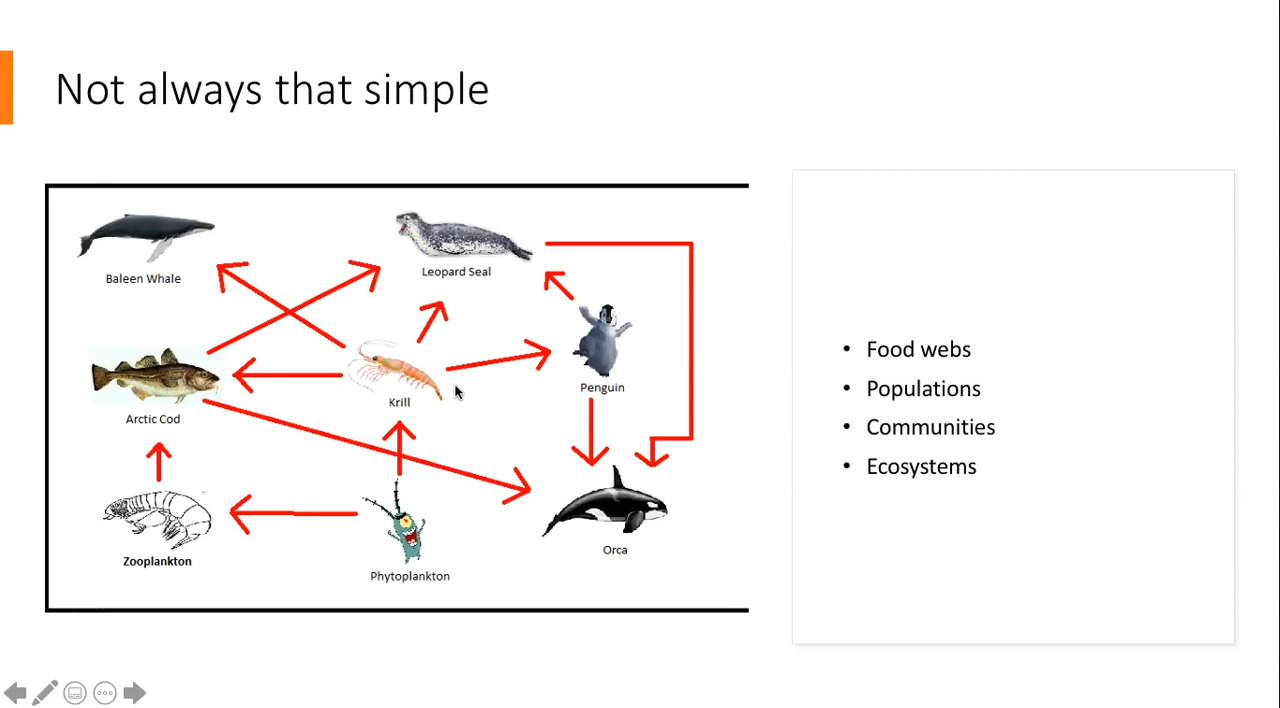 Not always that simple
Baleen Whale
Leopard Seal
Arctic Cod
Krill
Penguin
Zooplankton
Phytoplankton
Orca
• Food webs
• Populations
• Communities
• Ecosystems